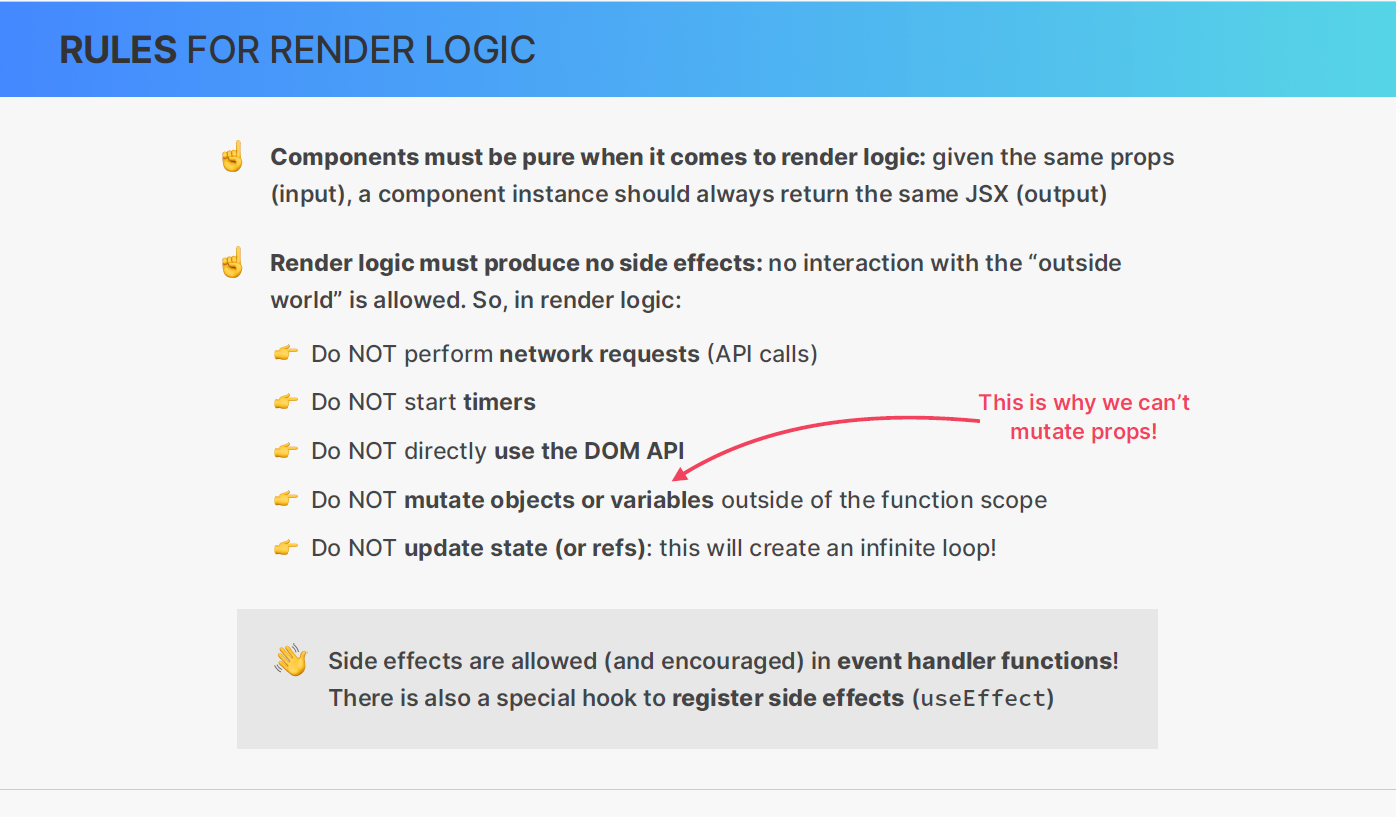 RULES FOR RENDER LOGIC
☝️ Components must be pure when it comes to render logic: given the same props
(input), a component instance should always return the same JSX (output)
☝️ Render logic must produce no side effects: no interaction with the “outside
world” is allowed. So, in render logic:
👉 Do NOT perform network requests (API calls)
👉 Do NOT start timers
👉 Do NOT directly use the DOM API
This is why we can’t
mutate props!
👉 Do NOT mutate objects or variables outside of the function scope
👉 Do NOT update state (or refs): this will create an infinite loop!
👋 Side effects are allowed (and encouraged) in event handler functions!
There is also a special hook to register side effects (useEffect)